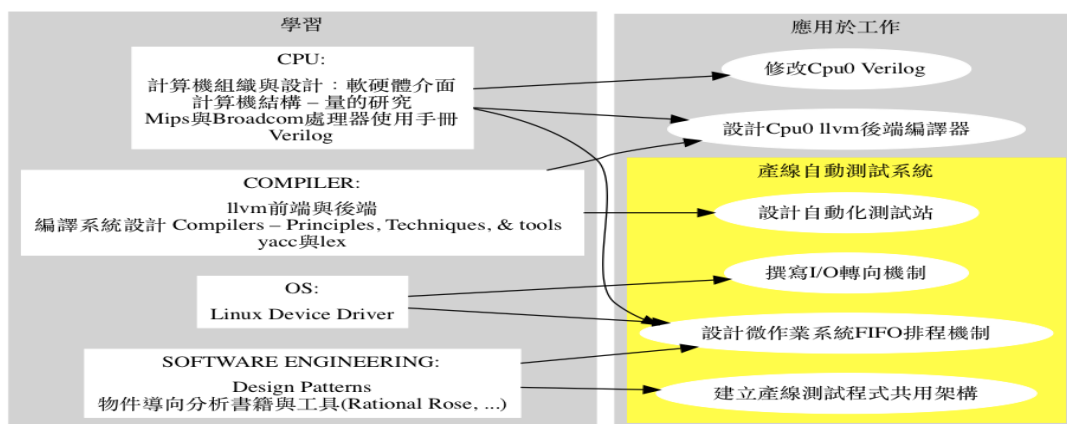 學習
CPU:
計算機組織與設計：軟硬體介面
計算機結構 – 量的研究
Mips與Broadcom處理器使用手冊
Verilog
COMPILER:
llvm前端與後端
編譯系統設計 Compilers – Principles, Techniques, & tools
yacc與lex
OS:
Linux Device Driver
SOFTWARE ENGINEERING:
Design Patterns
物件導向分析書籍與工具(Rational Rose, ...)
應用於工作
修改Cpu0 Verilog
設計Cpu0 llvm後端編譯器
產線自動測試系統
設計自動化測試站
撰寫I/O轉向機制
設計微作業系統FIFO排程機制
建立產線測試程式共用架構